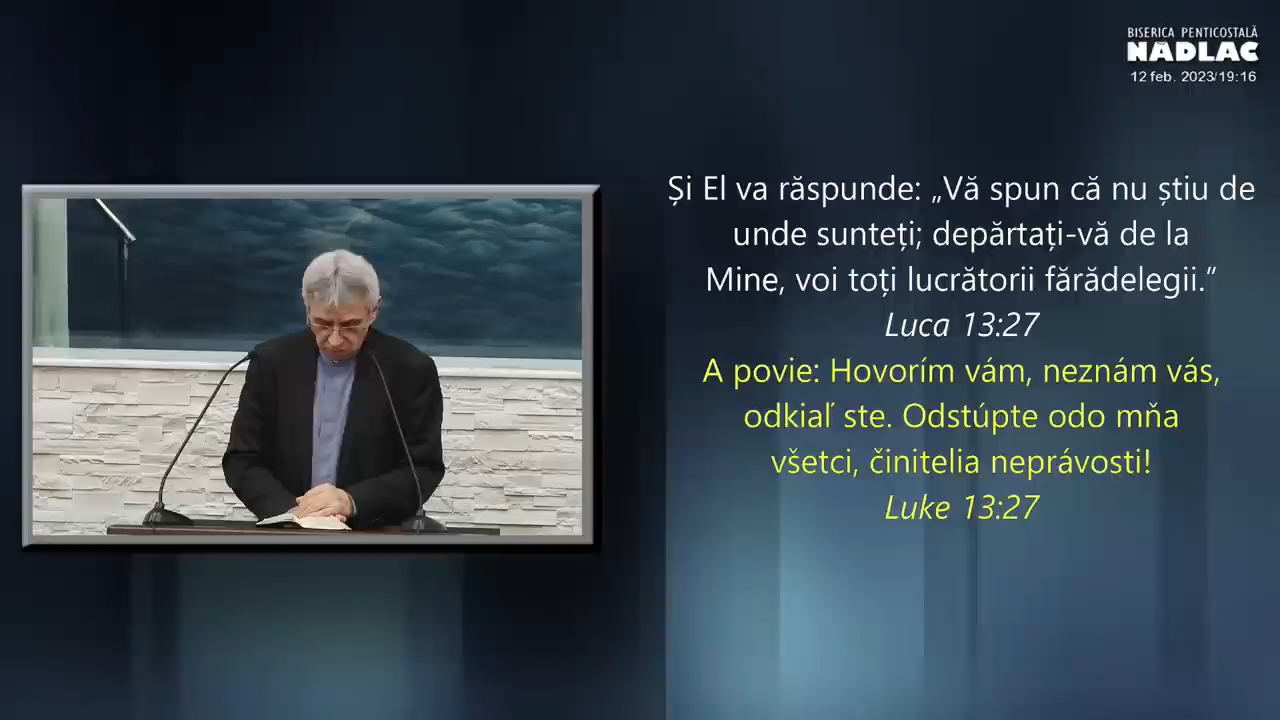 BISERICA PENTICOSTALĂ
NĂDLAC
12 feb. 2023/19:16
Și El va răspunde: „Vă spun că nu știu de
unde sunteți; depărtați-vă de la
Mine, voi toți lucrătorii fărădelegii.”
Luca 13:27
A povie: Hovorím vám, neznám vás,
odkiaľ ste. Odstúpte odo mňa
všetci, činitelia neprávosti!
Luke 13:27